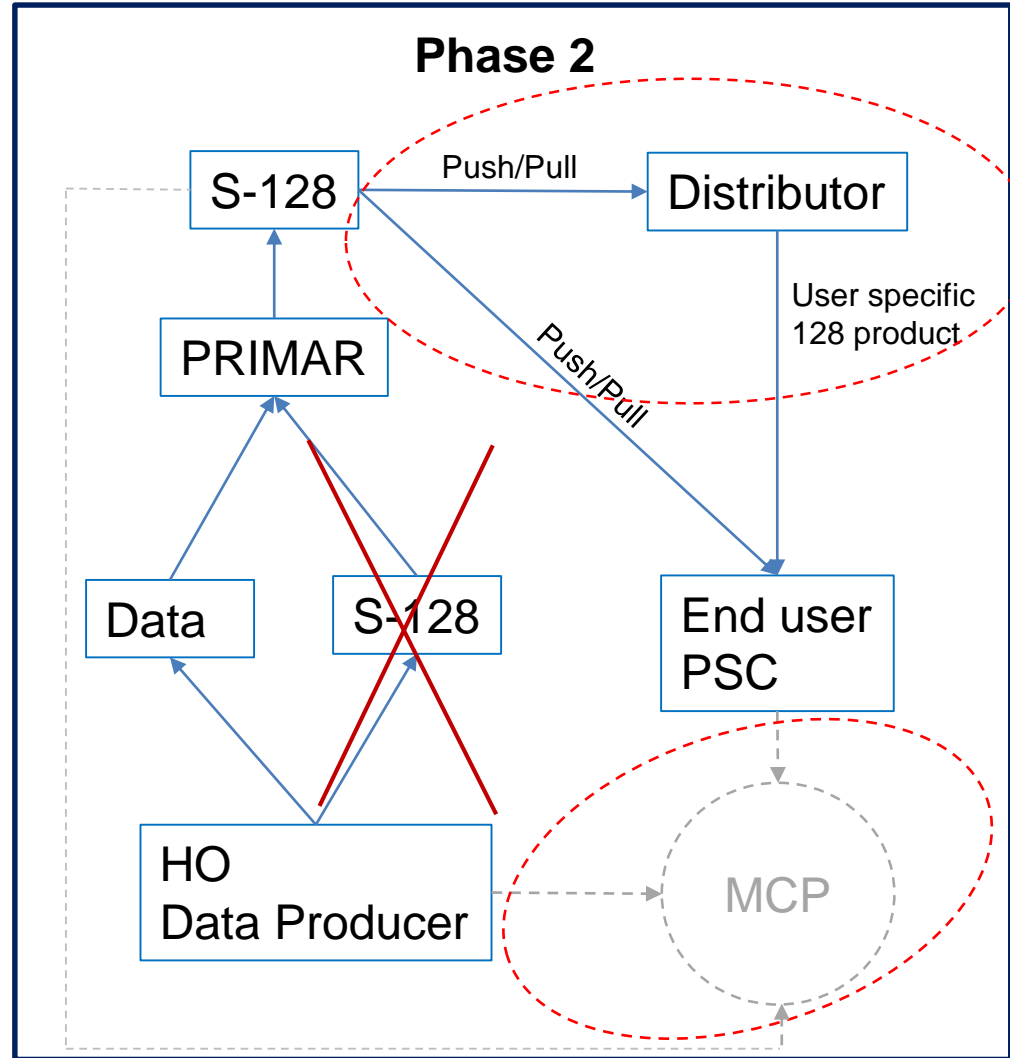 Phase 2
S-128
Push/Pull
Distributor
User specific
128 product
PRIMAR
Push/Pull
Data
S-128
End user
PSC
HO
Data Producer
MCP